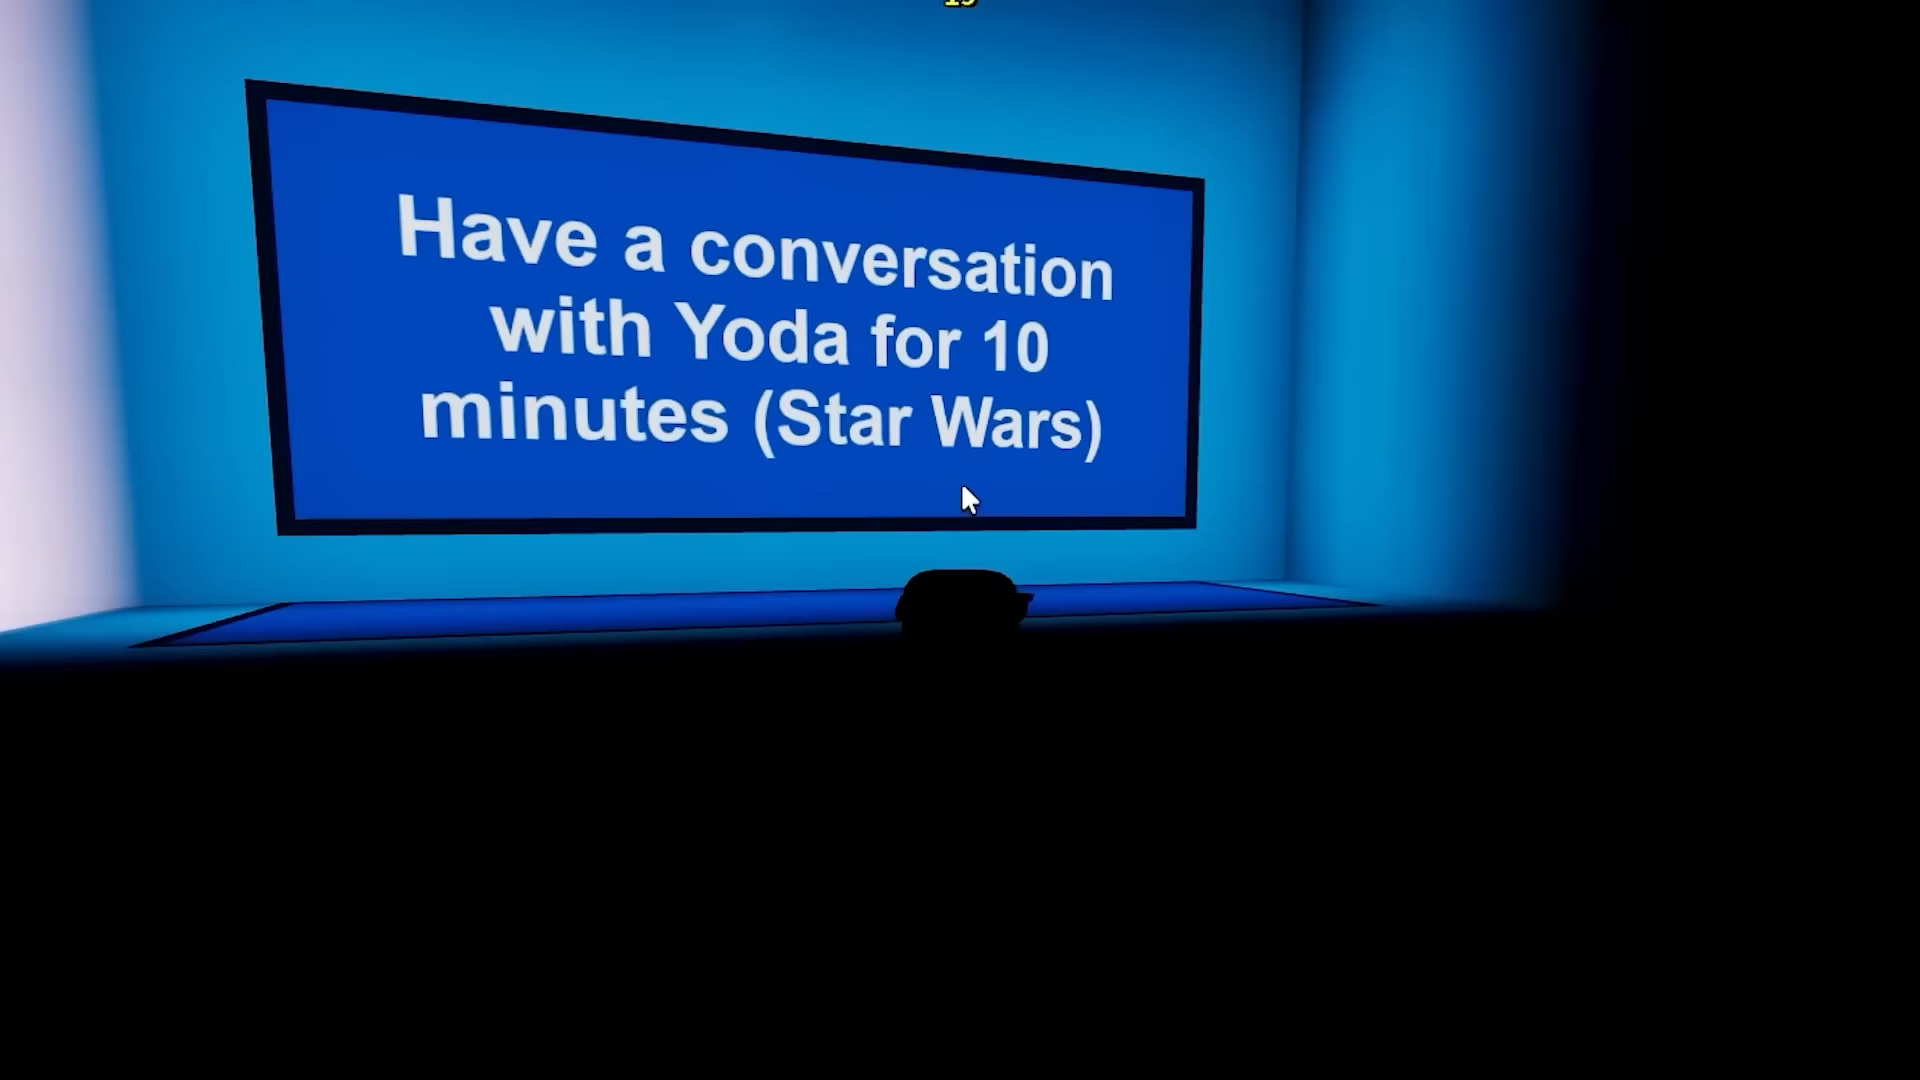 Have a conversation
with Yoda for 10
minutes (Star Wars)